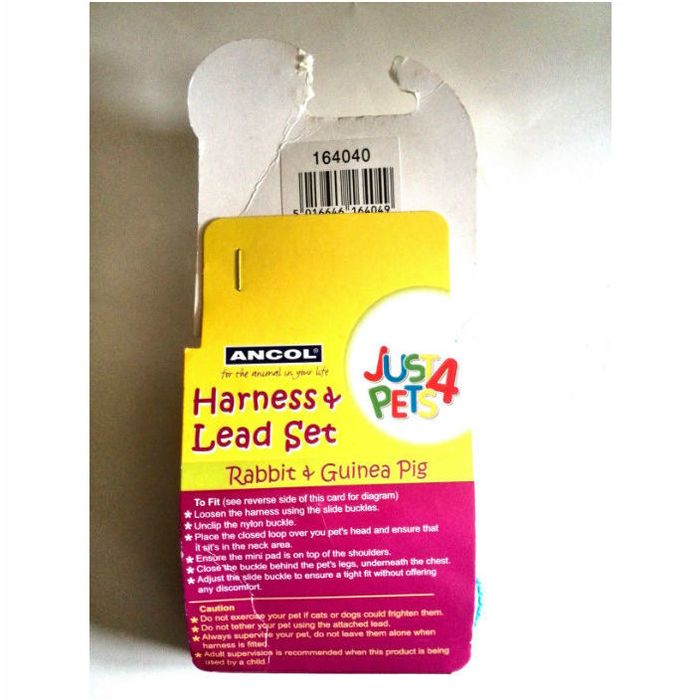 164040
5 016646 164049
ANCOL®
for the animal in your life
JUST
4
PETS
Harness &
Lead Set
Rabbit & Guinea Pig
To Fit (see reverse side of this card for diagram)
★ Loosen the harness using the slide buckles.
★ Unclip the nylon buckle.
★ Place the closed loop over you pet's head and ensure that
it sit's in the neck area.
★ Ensure the mini pad is on top of the shoulders.
★ Close the buckle behind the pet's legs, underneath the chest.
★ Adjust the slide buckle to ensure a tight fit without offering
any discomfort.
Caution
★ Do not exercise your pet if cats or dogs could frighten them.
★ Do not tether your pet using the attached lead.
★ Always supervise your pet, do not leave them alone when
harness is fitted.
★ Adult supervision is recommended when this product is being
used by a child.